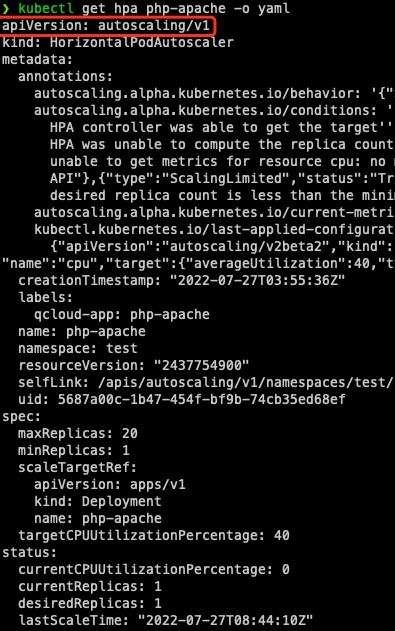 ❯ kubectl get hpa php-apache -o yaml
apiVersion: autoscaling/v1
kind: HorizontalPodAutoscaler
metadata:
  annotations:
    autoscaling.alpha.kubernetes.io/behavior: '{"
    autoscaling.alpha.kubernetes.io/conditions: '
      HPA controller was able to get the target''
      HPA was unable to compute the replica count
      unable to get metrics for resource cpu: no
      API"},{"type":"ScalingLimited","status":"Tr
      desired replica count is less than the mini
    autoscaling.alpha.kubernetes.io/current-metri
    kubectl.kubernetes.io/last-applied-configurat
      {"apiVersion":"autoscaling/v2beta2","kind":
"name":"cpu","target":{"averageUtilization":40,"t
  creationTimestamp: "2022-07-27T03:55:36Z"
  labels:
    qcloud-app: php-apache
  name: php-apache
  namespace: test
  resourceVersion: "2437754900"
  selfLink: /apis/autoscaling/v1/namespaces/test/
  uid: 5687a00c-1b47-454f-bf9b-74cb35ed68ef
spec:
  maxReplicas: 20
  minReplicas: 1
  scaleTargetRef:
    apiVersion: apps/v1
    kind: Deployment
    name: php-apache
  targetCPUUtilizationPercentage: 40
status:
  currentCPUUtilizationPercentage: 0
  currentReplicas: 1
  desiredReplicas: 1
  lastScaleTime: "2022-07-27T08:44:10Z"